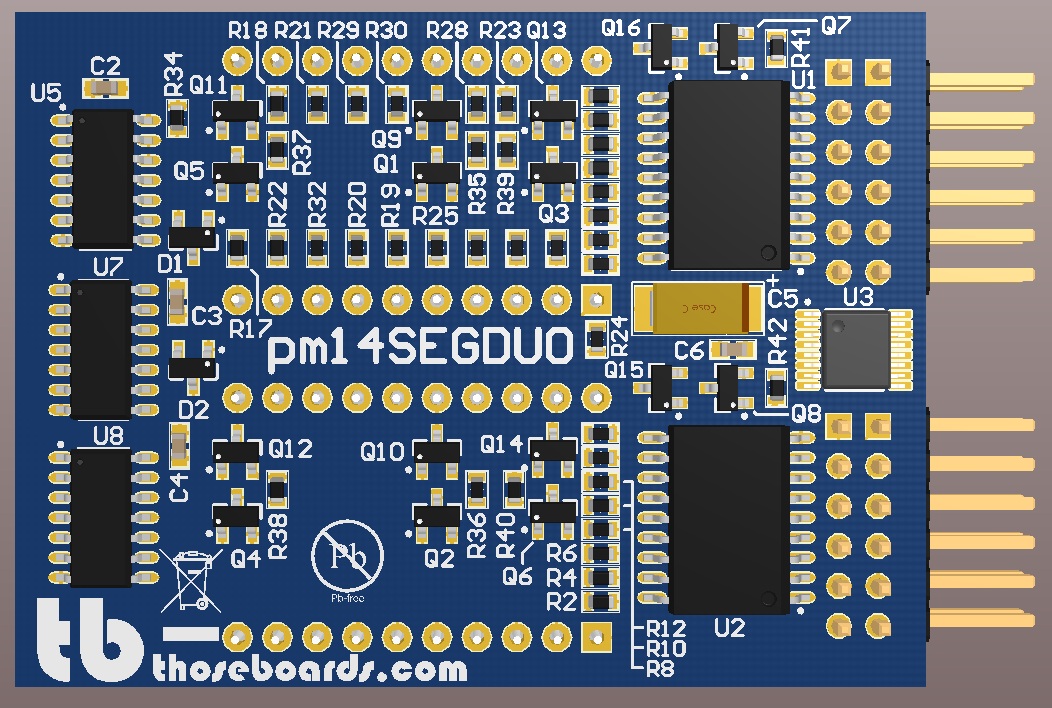 R18 R21 R29 R30 R28 R23 Q13 Q16 Q7
C2 R34 Q11 R41
U5 U1
Q9 R37
Q5 Q1
R22 R32 R20 R19 R25 R35 R39 Q3
D1
U7
C3 R17 C5 U3
pm14SEGDUO
R24 C6 R42
Case C
Q15
D2 Q8
U8 Q12 Q10 Q14
C4 R38 R36 R40
Q4 Q2 Q6
R6
R4
R2
Pb
Pb-free
R12
R10
R8
U2
tb
thoseboards.com
+